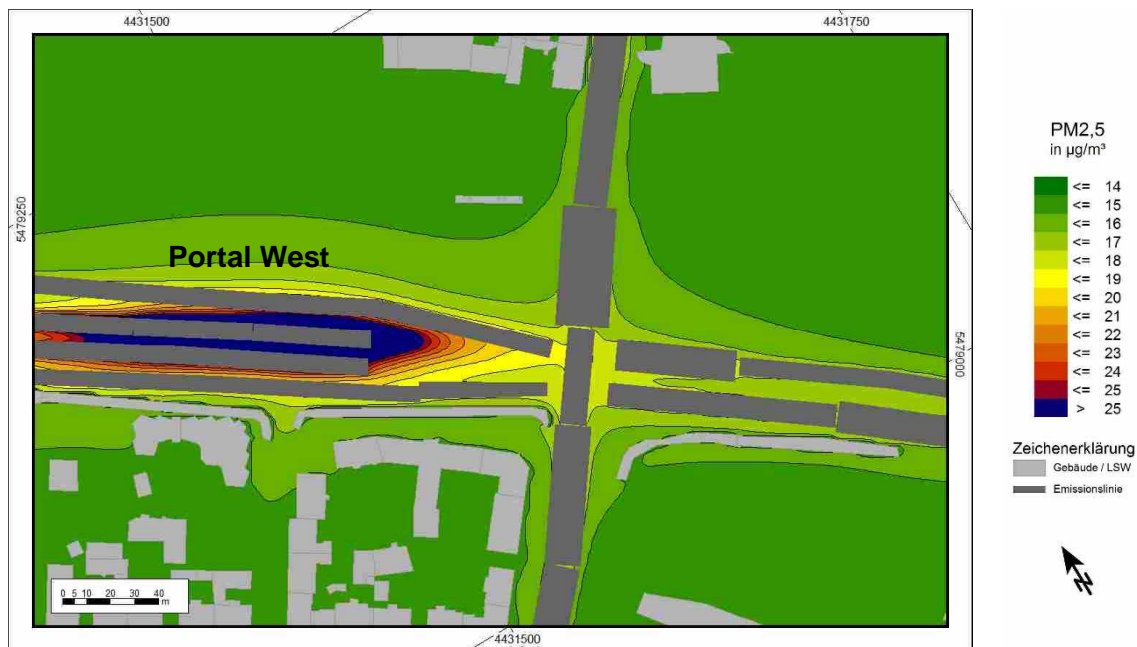 4431500
4431750
5479250
Portal West
5479000
0 5 10 20 30 40
m
4431500
PM2,5
in µg/m³
<= 14
<= 15
<= 16
<= 17
<= 18
<= 19
<= 20
<= 21
<= 22
<= 23
<= 24
<= 25
> 25
Zeichenerklärung
Gebäude / LSW
Emissionslinie
N